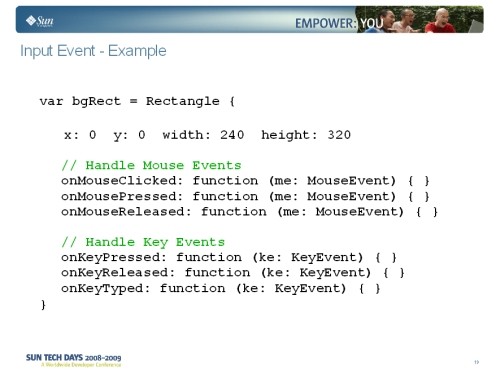 Sun
EMPOWER: YOU
Input Event - Example
var bgRect = Rectangle {
x: 0 y: 0 width: 240 height: 320
// Handle Mouse Events
onMouseClicked: function (me: MouseEvent) { }
onMousePressed: function (me: MouseEvent) { }
onMouseReleased: function (me: MouseEvent) { }
// Handle Key Events
onKeyPressed: function (ke: KeyEvent) { }
onKeyReleased: function (ke: KeyEvent) { }
onKeyTyped: function (ke: KeyEvent) { }
}
SUN TECH DAYS 2008-2009
A Worldwide Developer Conference